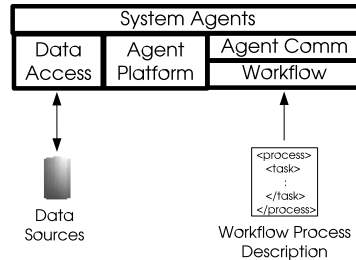 System Agents
Data
Access
Agent
Platform
Agent Comm
Workflow
<process>
<task>
:
</task>
</process>
Data
Sources
Workflow Process
Description